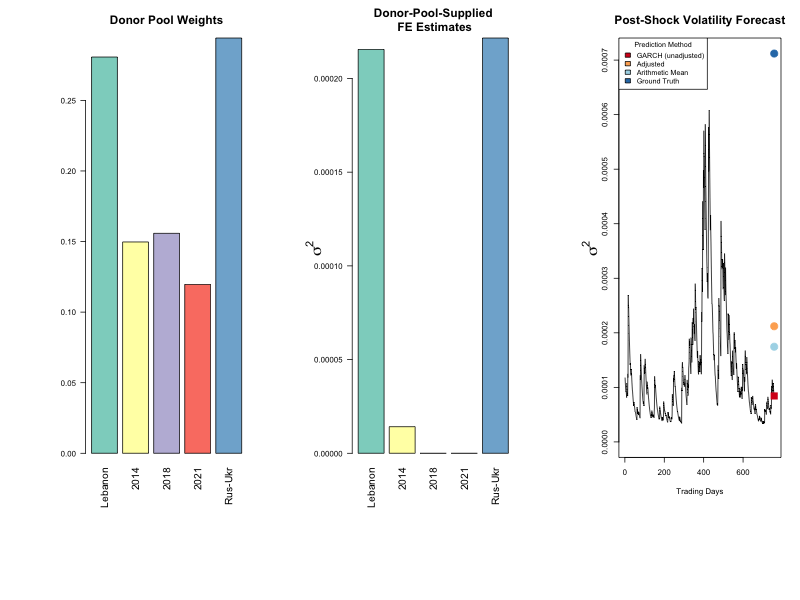 Donor Pool Weights
0.25
0.20
0.15
0.10
0.05
0.00
Lebanon
2014
2018
2021
Rus-Ukr
Donor-Pool-Supplied
FE Estimates
σ²
0.00020
0.00015
0.00010
0.00005
0.00000
Lebanon
2014
2018
2021
Rus-Ukr
Post-Shock Volatility Forecast
Prediction Method
GARCH (unadjusted)
Adjusted
Arithmetic Mean
Ground Truth
σ²
0.0007
0.0006
0.0005
0.0004
0.0003
0.0002
0.0001
0.0000
0 200 400 600
Trading Days